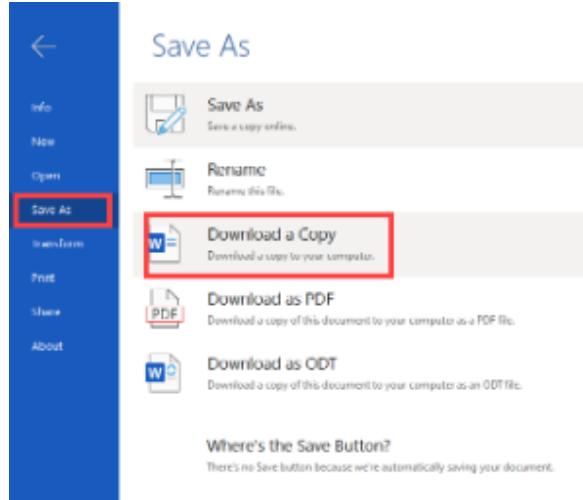 Save As
Info
New
Open
Save As
Transform
Print
Share
About
Save As
Save a copy online.
Rename
Rename this file.
W
Download a Copy
Download a copy to your computer.
PDF
Download as PDF
Download a copy of this document to your computer as a PDF file.
W
Download as ODT
Download a copy of this document to your computer as an ODT file.
Where's the Save Button?
There's no Save button because we're automatically saving your document.